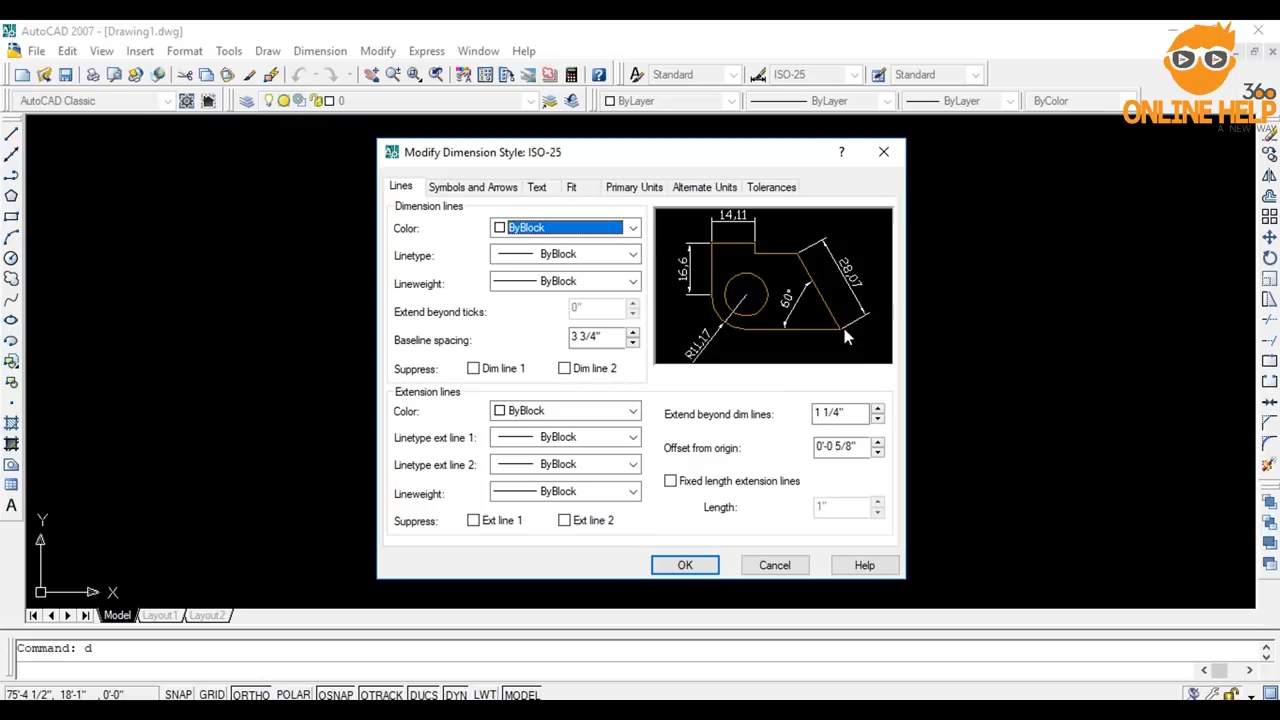 AutoCAD 2007 - [Drawing1.dwg]
File Edit View Insert Format Tools Draw Dimension Modify Express Window Help
Standard ISO-25 Standard
AutoCAD Classic 0 ByLayer ByLayer ByLayer ByColor
360
ONLINE HELP
A NEW WAY
Modify Dimension Style: ISO-25
Lines Symbols and Arrows Text Fit Primary Units Alternate Units Tolerances
Dimension lines
Color: ByBlock
Linetype: ByBlock
Lineweight: ByBlock
Extend beyond ticks: 0"
Baseline spacing: 3 3/4"
Suppress: Dim line 1 Dim line 2
14,11
16,6
28,07
60°
R11,17
Extension lines
Color: ByBlock
Linetype ext line 1: ByBlock
Linetype ext line 2: ByBlock
Lineweight: ByBlock
Suppress: Ext line 1 Ext line 2
Extend beyond dim lines: 1 1/4"
Offset from origin: 0'-0 5/8"
Fixed length extension lines
Length: 1"
OK Cancel Help
Y
X
Model Layout1 Layout2
Command: d
75'-4 1/2", 18'-1" , 0'-0" SNAP GRID ORTHO POLAR OSNAP OTRACK DUCS DYN LWT MODEL